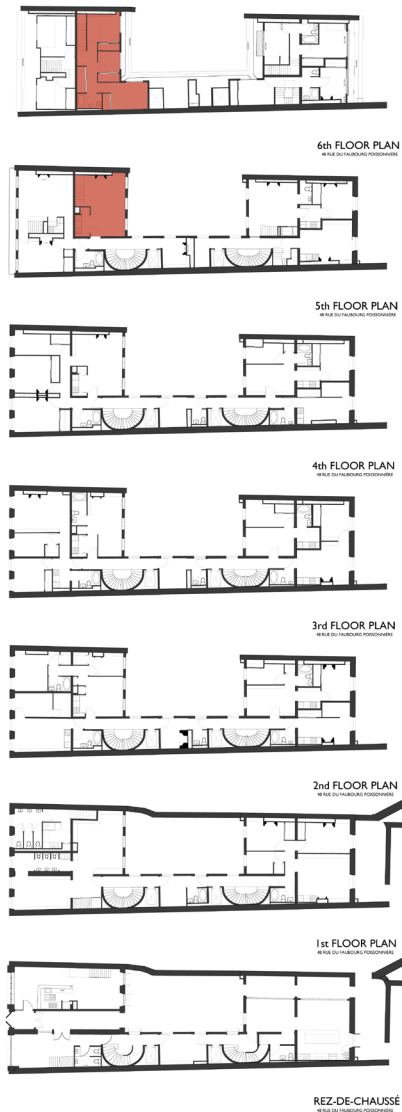 6th FLOOR PLAN
48 RUE DU FAUBOURG POISSONNIÈRE
5th FLOOR PLAN
48 RUE DU FAUBOURG POISSONNIÈRE
4th FLOOR PLAN
48 RUE DU FAUBOURG POISSONNIÈRE
3rd FLOOR PLAN
48 RUE DU FAUBOURG POISSONNIÈRE
2nd FLOOR PLAN
48 RUE DU FAUBOURG POISSONNIÈRE
1st FLOOR PLAN
48 RUE DU FAUBOURG POISSONNIÈRE
REZ-DE-CHAUSSÉ
48 RUE DU FAUBOURG POISSONNIÈRE